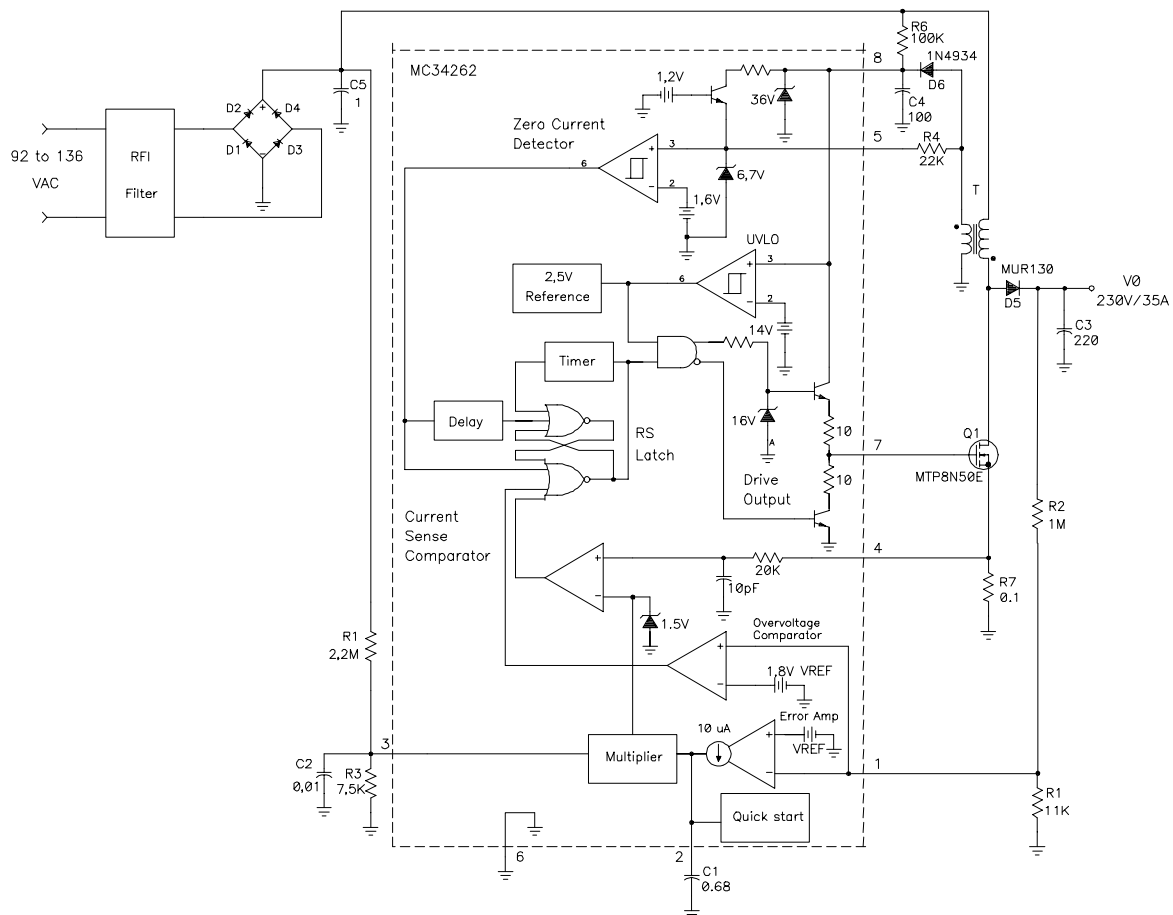 R6
100K
8
1N4934
MC34262
D6
C5
1
1,2V
36V
C4
100
D2
D4
D1
D3
+
−
92 to 136
VAC
RFI
Filter
Zero Current
Detector
5
R4
22K
3
+
6
−
2
6,7V
1,6V
T
UVLO
3
+
6
−
2
2,5V
Reference
MUR130
D5
V0
230V/35A
14V
C3
220
Timer
Delay
RS
Latch
16V
A
10
7
Q1
MTP8N50E
10
Drive
Output
R2
1M
Current
Sense
Comparator
4
+
−
20K
10pF
R7
0.1
1.5V
Overvoltage
Comparator
+
−
1,8V VREF
R1
2,2M
10 uA
Error Amp
+
−
VREF
3
Multiplier
1
C2
0,01
R3
7,5K
R1
11K
Quick start
6
2
C1
0.68